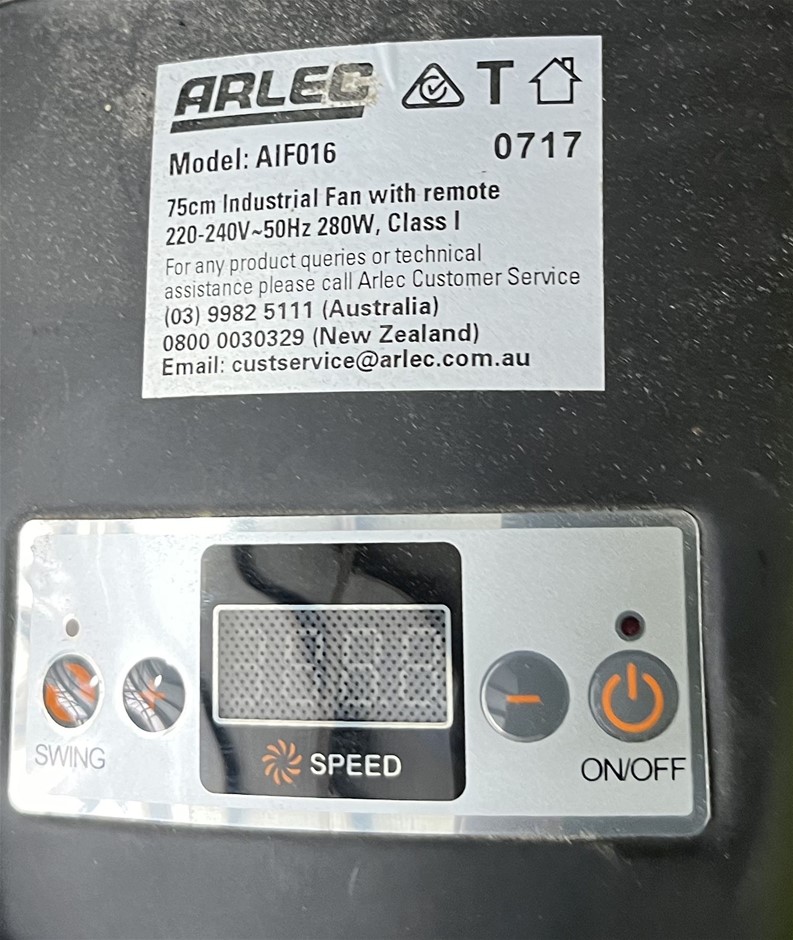 ARLEC T
Model: AIF016 0717
75cm Industrial Fan with remote
220-240V~50Hz 280W, Class I
For any product queries or technical
assistance please call Arlec Customer Service
(03) 9982 5111 (Australia)
0800 0030329 (New Zealand)
Email: custservice@arlec.com.au
+ -
SWING
SPEED
ON/OFF